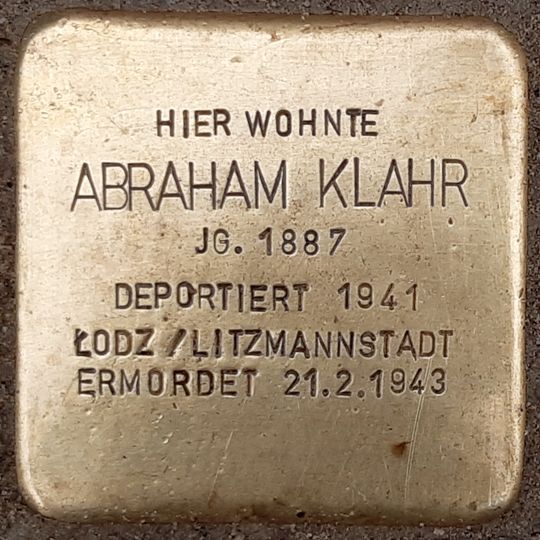 HIER WOHNTE
ABRAHAM KLAHR
JG. 1887
DEPORTIERT 1941
ŁODZ/LITZMANNSTADT
ERMORDET 21.2.1943